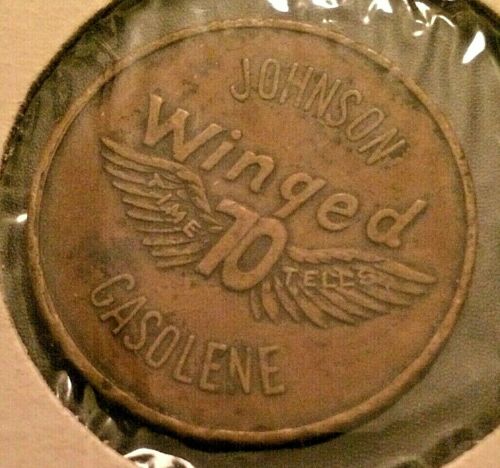 JOHNSON
Winged
TIME 70 TELLS
GASOLENE